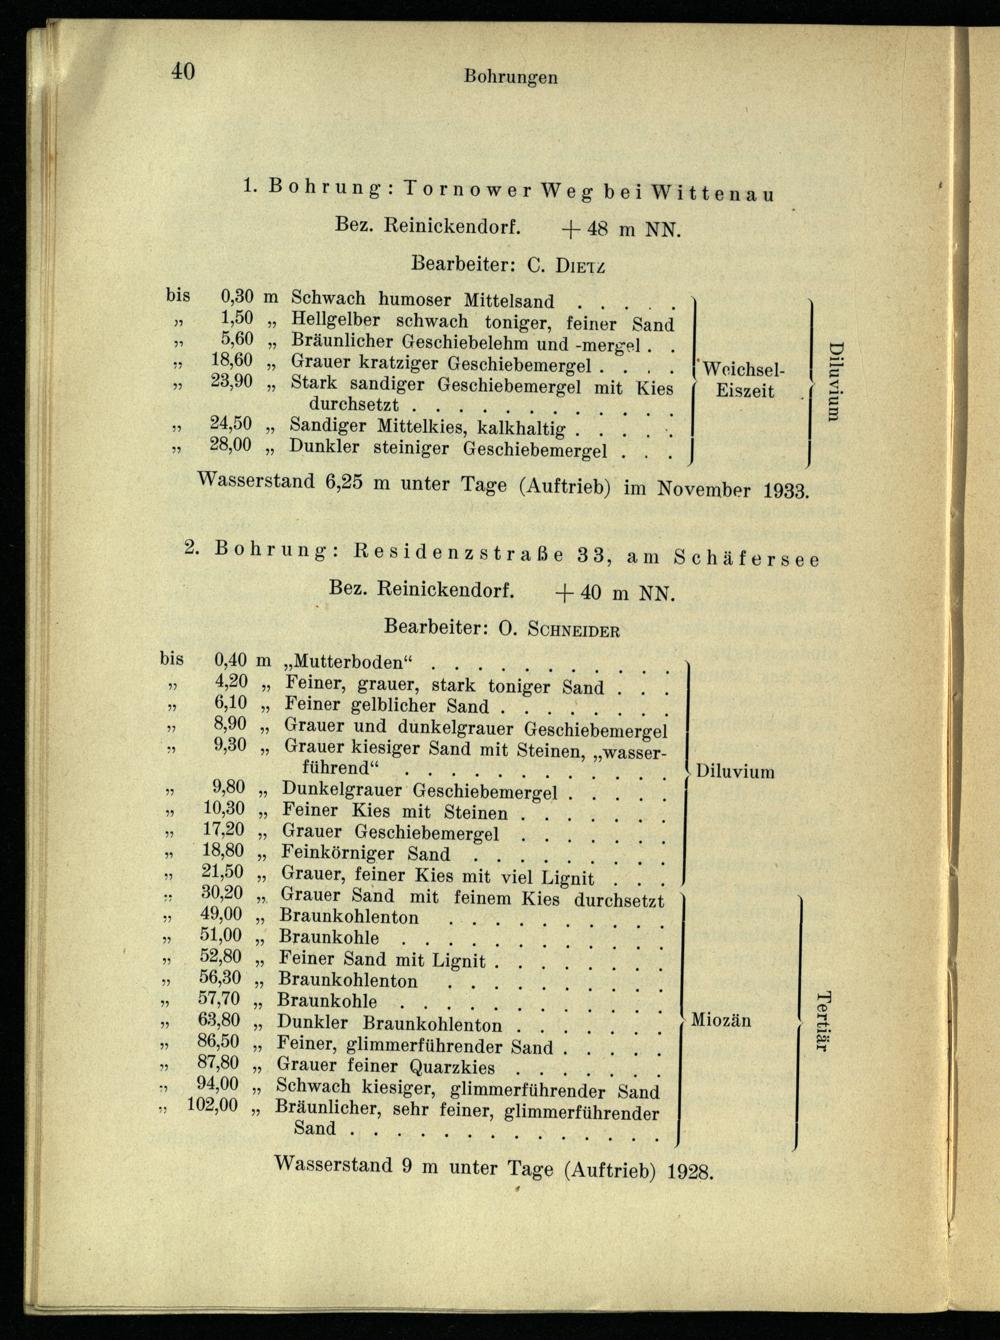 40 Bohrungen
1. Bohrung: Tornower Weg bei Wittenau
Bez. Reinickendorf. + 48 m NN.
Bearbeiter: C. Dietz
bis 0,30 m Schwach humoser Mittelsand . . . . .
„ 1,50 „ Hellgelber schwach toniger, feiner Sand
„ 5,60 „ Bräunlicher Geschiebelehm und -mergel . .
„ 18,60 „ Grauer kratziger Geschiebemergel . . . .
„ 23,90 „ Stark sandiger Geschiebemergel mit Kies
durchsetzt . . . . . . . . . . . .
„ 24,50 „ Sandiger Mittelkies, kalkhaltig . . . . .
„ 28,00 „ Dunkler steiniger Geschiebemergel . . .
Weichsel-
Eiszeit
Diluvium
Wasserstand 6,25 m unter Tage (Auftrieb) im November 1933.
2. Bohrung: Residenzstraße 33, am Schäfersee
Bez. Reinickendorf. + 40 m NN.
Bearbeiter: O. Schneider
bis 0,40 m „Mutterboden“ . . . . . . . . . . .
„ 4,20 „ Feiner, grauer, stark toniger Sand . . .
„ 6,10 „ Feiner gelblicher Sand . . . . . . . .
„ 8,90 „ Grauer und dunkelgrauer Geschiebemergel
„ 9,30 „ Grauer kiesiger Sand mit Steinen, „wasser-
führend“ . . . . . . . . . . . .
„ 9,80 „ Dunkelgrauer Geschiebemergel . . . . .
„ 10,30 „ Feiner Kies mit Steinen . . . . . . .
„ 17,20 „ Grauer Geschiebemergel . . . . . . .
„ 18,80 „ Feinkörniger Sand . . . . . . . . .
„ 21,50 „ Grauer, feiner Kies mit viel Lignit . . .
Diluvium
„ 30,20 „ Grauer Sand mit feinem Kies durchsetzt
„ 49,00 „ Braunkohlenton . . . . . . . . . .
„ 51,00 „ Braunkohle . . . . . . . . . . . .
„ 52,80 „ Feiner Sand mit Lignit . . . . . . . .
„ 56,30 „ Braunkohlenton . . . . . . . . . .
„ 57,70 „ Braunkohle . . . . . . . . . . . .
„ 63,80 „ Dunkler Braunkohlenton . . . . . . .
„ 86,50 „ Feiner, glimmerführender Sand . . . . .
„ 87,80 „ Grauer feiner Quarzkies . . . . . . .
„ 94,00 „ Schwach kiesiger, glimmerführender Sand
„ 102,00 „ Bräunlicher, sehr feiner, glimmerführender
Sand . . . . . . . . . . . . . .
Miozän
Tertiär
Wasserstand 9 m unter Tage (Auftrieb) 1928.